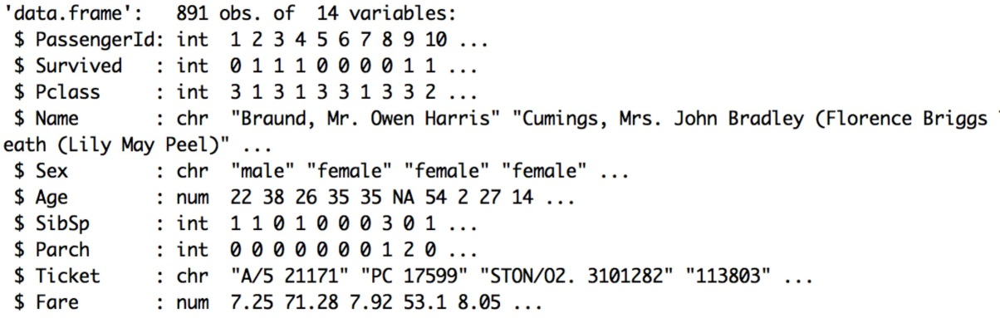 'data.frame':   891 obs. of  14 variables:
 $ PassengerId: int  1 2 3 4 5 6 7 8 9 10 ...
 $ Survived   : int  0 1 1 1 0 0 0 0 1 1 ...
 $ Pclass     : int  3 1 3 1 3 3 1 3 3 2 ...
 $ Name       : chr  "Braund, Mr. Owen Harris" "Cumings, Mrs. John Bradley (Florence Briggs
eath (Lily May Peel)" ...
 $ Sex        : chr  "male" "female" "female" "female" ...
 $ Age        : num  22 38 26 35 35 NA 54 2 27 14 ...
 $ SibSp      : int  1 1 0 1 0 0 0 3 0 1 ...
 $ Parch      : int  0 0 0 0 0 0 0 1 2 0 ...
 $ Ticket     : chr  "A/5 21171" "PC 17599" "STON/O2. 3101282" "113803" ...
 $ Fare       : num  7.25 71.28 7.92 53.1 8.05 ...